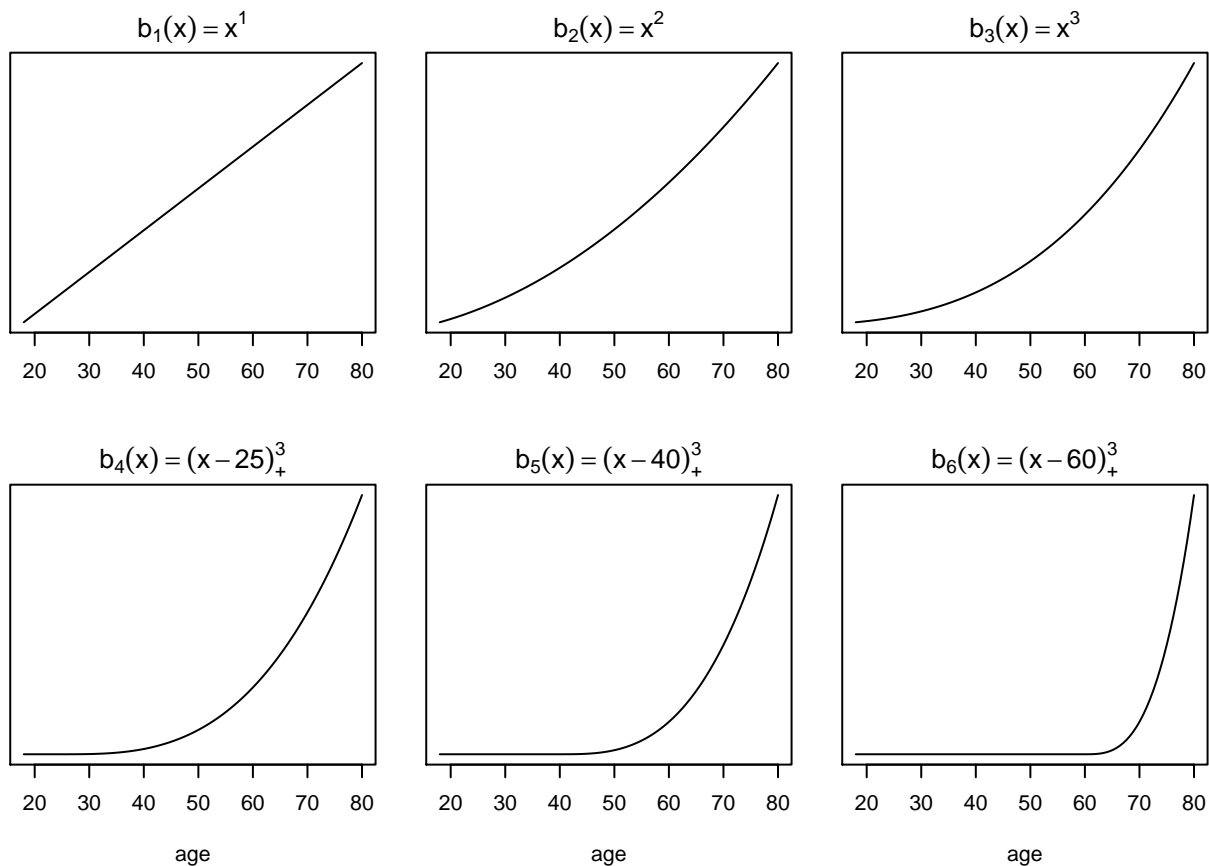 b₁(x) = x¹
b₂(x) = x²
b₃(x) = x³
20 30 40 50 60 70 80
20 30 40 50 60 70 80
20 30 40 50 60 70 80
b₄(x) = (x − 25)³₊
b₅(x) = (x − 40)³₊
b₆(x) = (x − 60)³₊
20 30 40 50 60 70 80
20 30 40 50 60 70 80
20 30 40 50 60 70 80
age
age
age